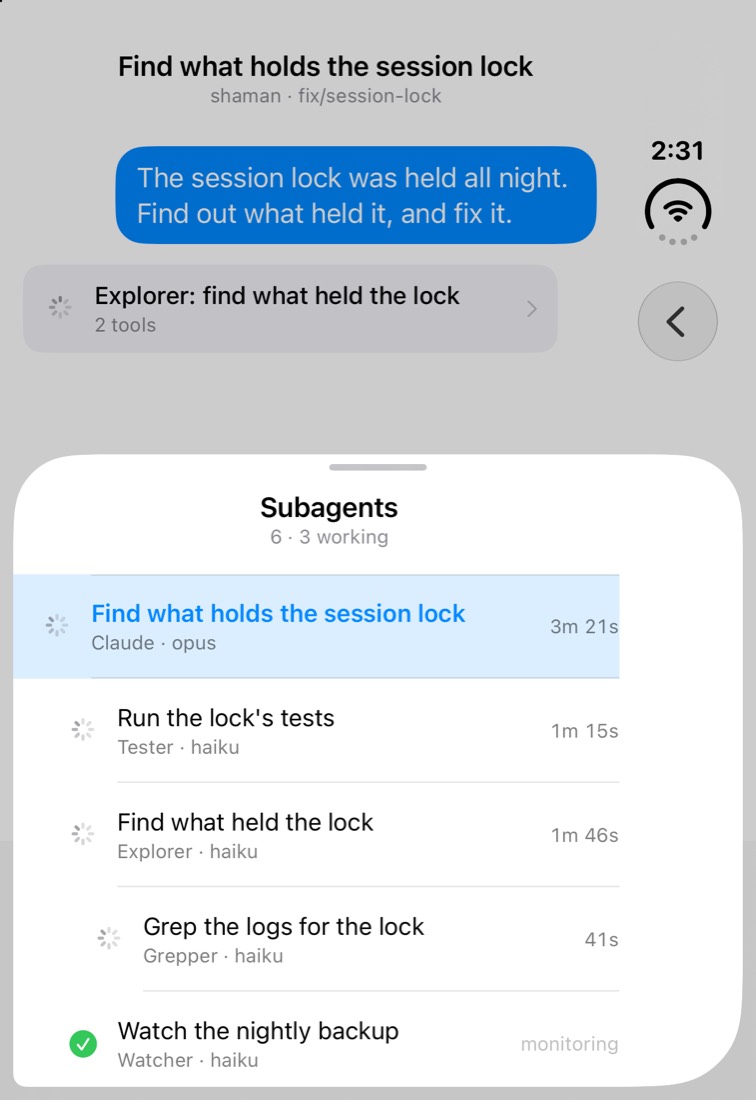 Find what holds the session lock
shaman · fix/session-lock
2:31
The session lock was held all night.
Find out what held it, and fix it.
Explorer: find what held the lock
2 tools
Subagents
6 · 3 working
Find what holds the session lock
Claude · opus
3m 21s
Run the lock's tests
Tester · haiku
1m 15s
Find what held the lock
Explorer · haiku
1m 46s
Grep the logs for the lock
Grepper · haiku
41s
Watch the nightly backup
Watcher · haiku
monitoring